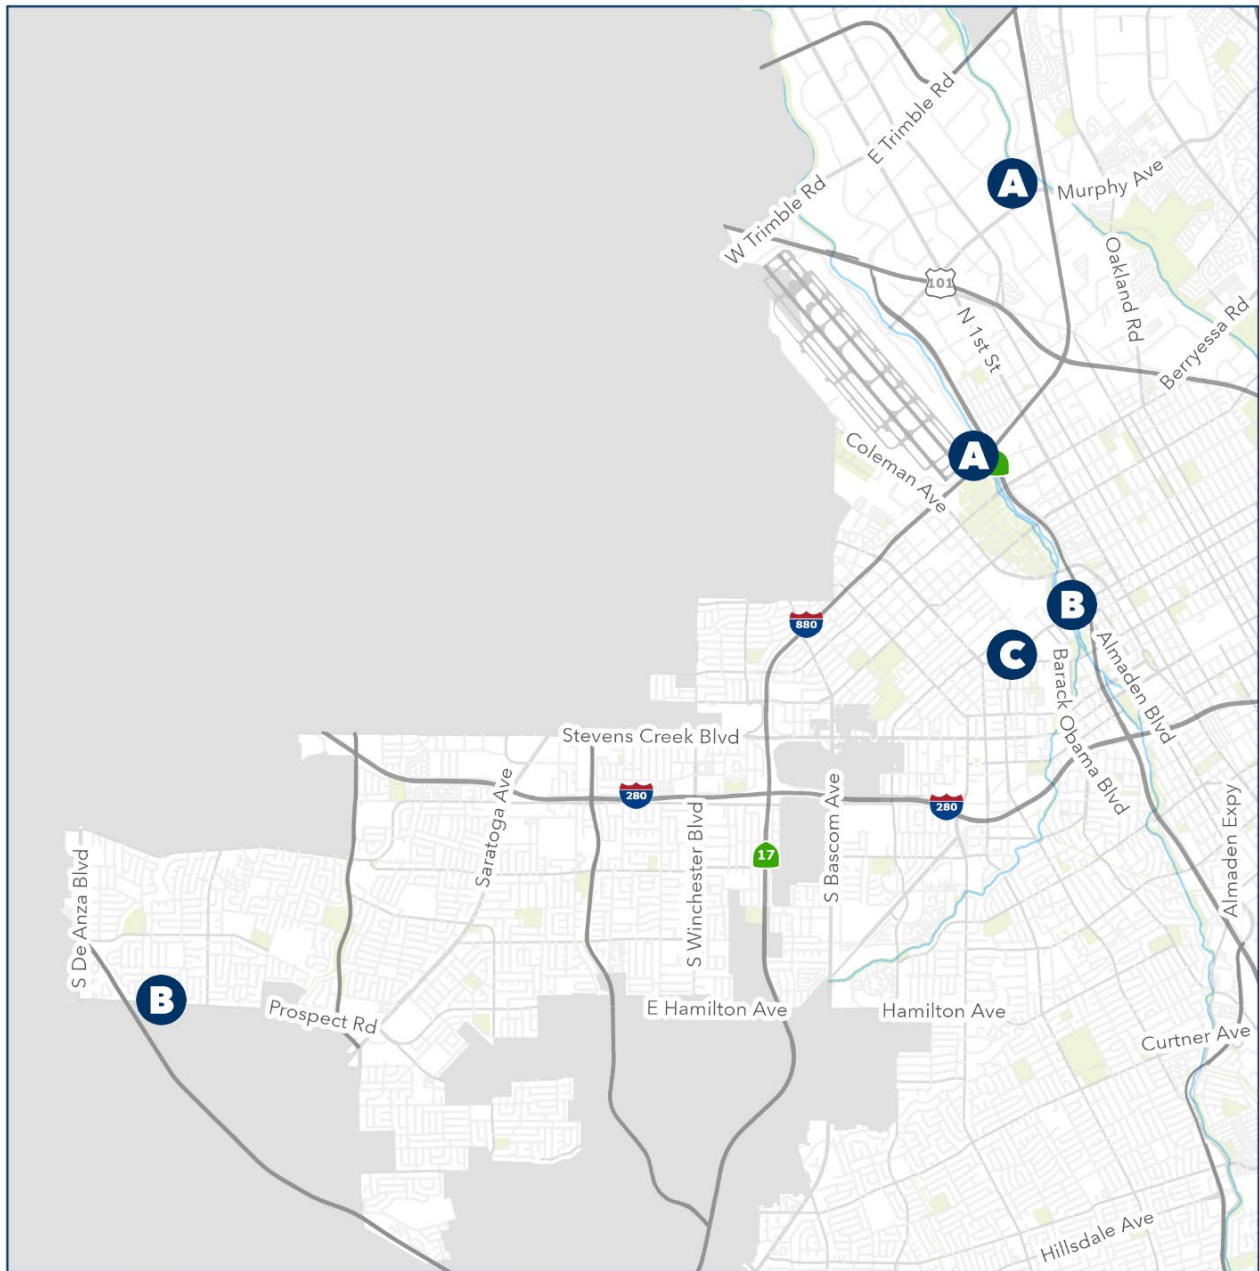 E Trimble Rd
A
Murphy Ave
W Trimble Rd
Oakland Rd
101
N 1st St
Berryessa Rd
Coleman Ave
A
B
880
C
Almaden Blvd
Barack Obama Blvd
Stevens Creek Blvd
280
280
Saratoga Ave
S Winchester Blvd
S Bascom Ave
17
Almaden Expy
S De Anza Blvd
B
Prospect Rd
E Hamilton Ave
Hamilton Ave
Curtner Ave
Hillsdale Ave